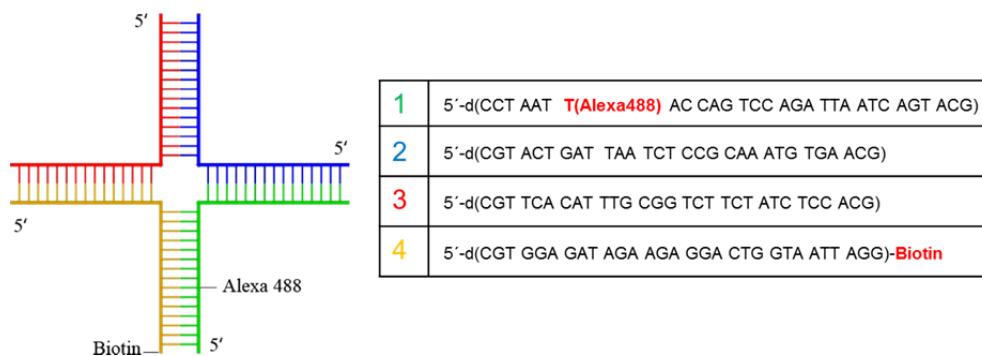 5′
5′
5′
Alexa 488
5′
Biotin
1 5´-d(CCT AAT T(Alexa488) AC CAG TCC AGA TTA ATC AGT ACG)
2 5´-d(CGT ACT GAT TAA TCT CCG CAA ATG TGA ACG)
3 5´-d(CGT TCA CAT TTG CGG TCT TCT ATC TCC ACG)
4 5´-d(CGT GGA GAT AGA AGA GGA CTG GTA ATT AGG)-Biotin